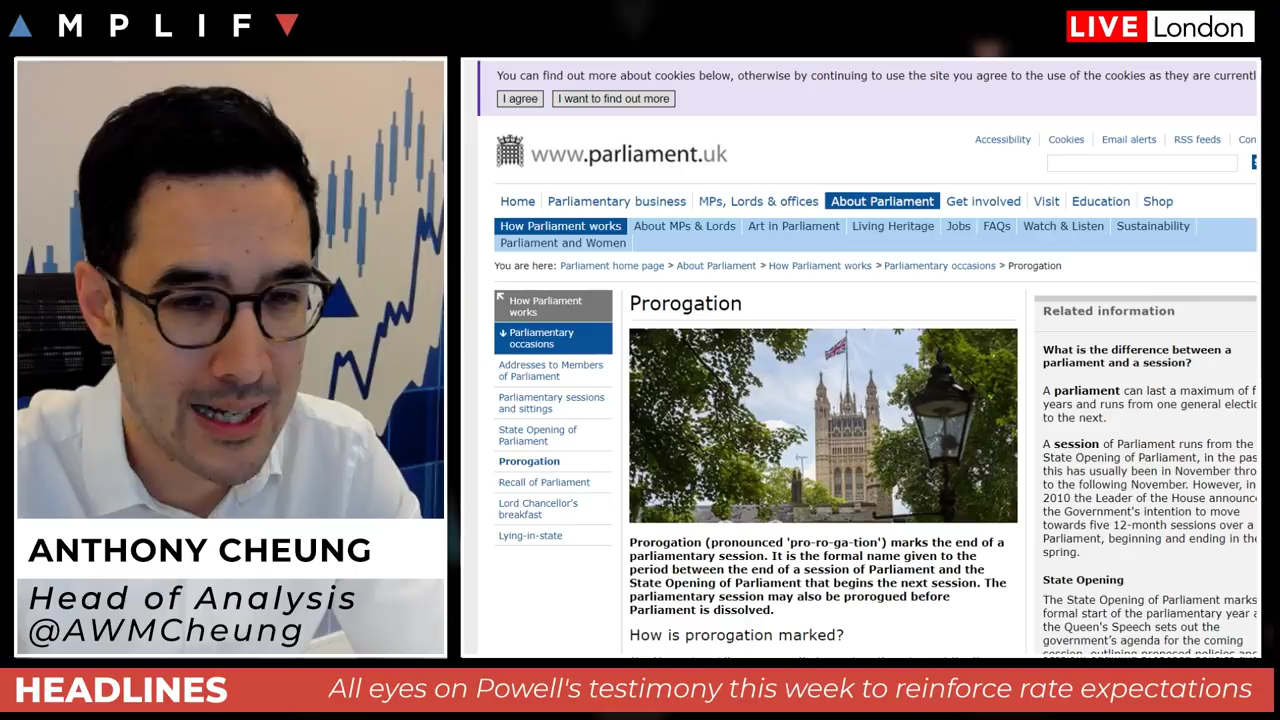 MPLIF
LIVE London
You can find out more about cookies below, otherwise by continuing to use the site you agree to the use of the cookies as they are currentl
I agree
I want to find out more
www.parliament.uk
Accessibility
Cookies
Email alerts
RSS feeds
Con
Home
Parliamentary business
MPs, Lords & offices
About Parliament
Get involved
Visit
Education
Shop
How Parliament works
About MPs & Lords
Art in Parliament
Living Heritage
Jobs
FAQs
Watch & Listen
Sustainability
Parliament and Women
You are here: Parliament home page > About Parliament > How Parliament works > Parliamentary occasions > Prorogation
How Parliament
works
Parliamentary
occasions
Addresses to Members
of Parliament
Parliamentary sessions
and sittings
State Opening of
Parliament
Prorogation
Recall of Parliament
Lord Chancellor's
breakfast
Lying-in-state
Prorogation
Prorogation (pronounced 'pro-ro-ga-tion') marks the end of a
parliamentary session. It is the formal name given to the
period between the end of a session of Parliament and the
State Opening of Parliament that begins the next session. The
parliamentary session may also be prorogued before
Parliament is dissolved.
How is prorogation marked?
Related information
What is the difference between a
parliament and a session?
A parliament can last a maximum of f
years and runs from one general electio
to the next.
A session of Parliament runs from the
State Opening of Parliament, in the pas
this has usually been in November thro
to the following November. However, in
2010 the Leader of the House announce
the Government's intention to move
towards five 12-month sessions over a
Parliament, beginning and ending in the
spring.
State Opening
The State Opening of Parliament marks
formal start of the parliamentary year a
the Queen's Speech sets out the
government's agenda for the coming
session, outlining proposed policies and
ANTHONY CHEUNG
Head of Analysis
@AWMCheung
HEADLINES
All eyes on Powell's testimony this week to reinforce rate expectations